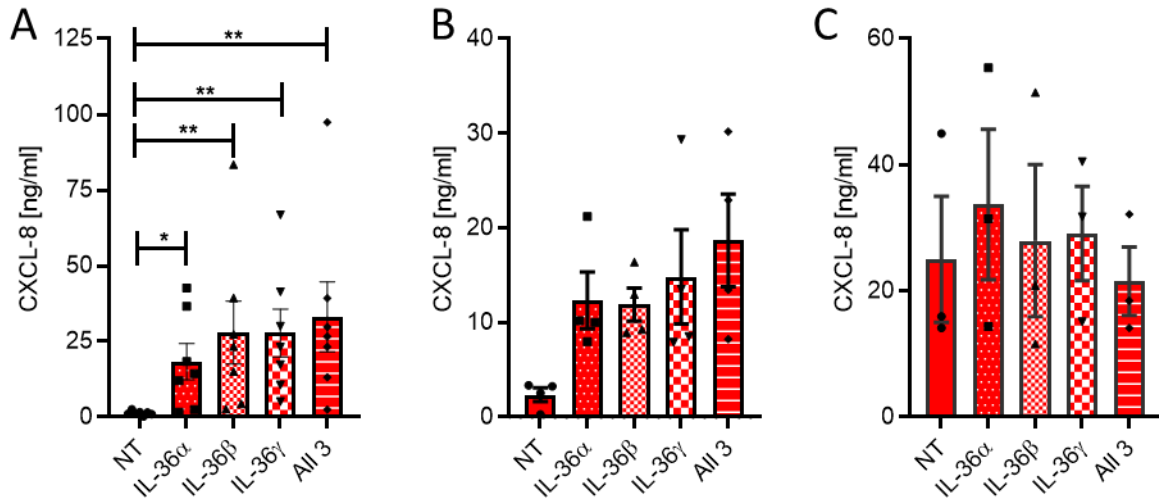 A
CXCL-8 [ng/ml]
125
100
75
50
25
0
*
**
**
**
NT
IL-36α
IL-36β
IL-36γ
All 3
B
CXCL-8 [ng/ml]
40
30
20
10
0
NT
IL-36α
IL-36β
IL-36γ
All 3
C
CXCL-8 [ng/ml]
60
40
20
0
NT
IL-36α
IL-36β
IL-36γ
All 3